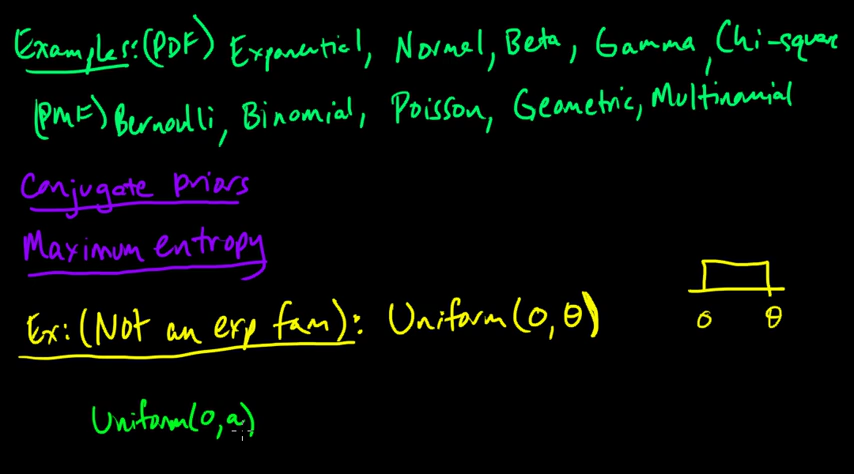 Examples: (PDF) Exponential, Normal, Beta, Gamma, Chi-square
(PMF) Bernoulli, Binomial, Poisson, Geometric, Multinomial
Conjugate priors
Maximum entropy
Ex: (Not an exp fam): Uniform(0, θ)
0 θ
Uniform(0, a)